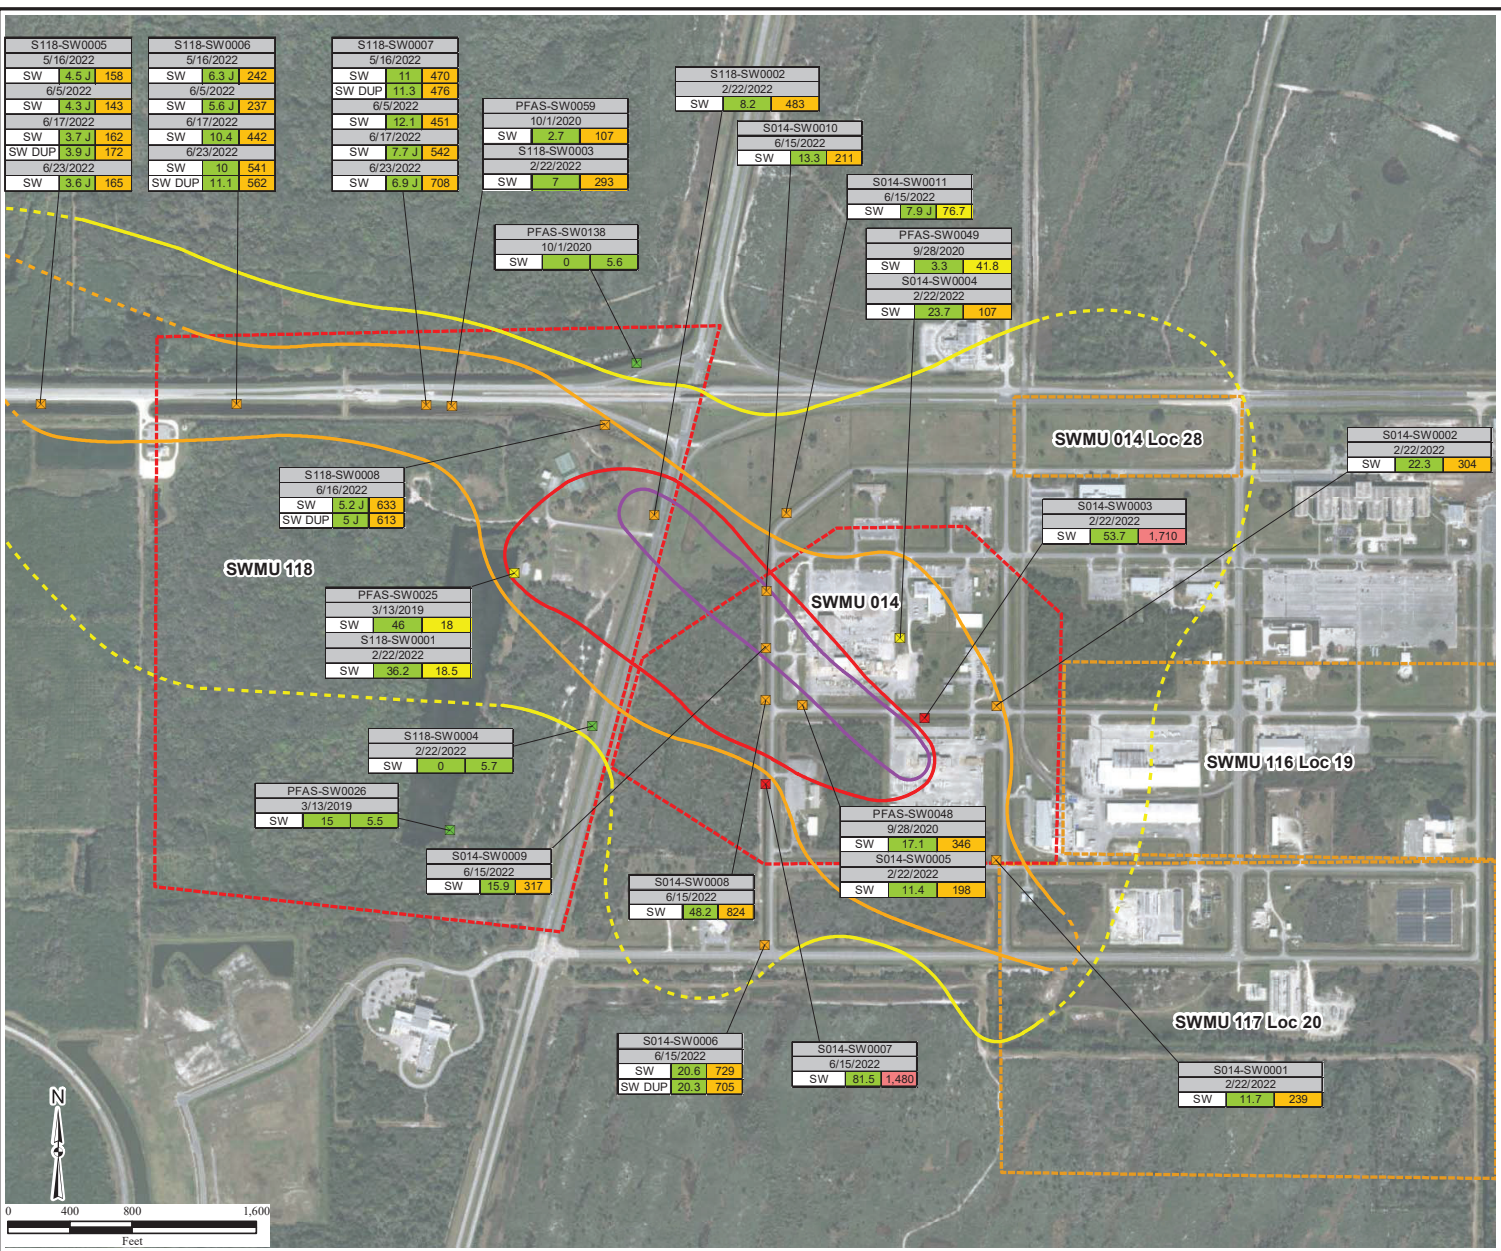 S118-SW0005
5/16/2022
SW 4.5 J 158
6/5/2022
SW 4.3 J 143
6/17/2022
SW 3.7 J 162
SW DUP 3.9 J 172
6/23/2022
SW 3.6 J 165
S118-SW0006
5/16/2022
SW 6.3 J 242
6/5/2022
SW 5.6 J 237
6/17/2022
SW 10.4 442
6/23/2022
SW 10 541
SW DUP 11.1 562
S118-SW0007
5/16/2022
SW 11 470
SW DUP 11.3 476
6/5/2022
SW 12.1 451
6/17/2022
SW 7.7 J 542
6/23/2022
SW 6.9 J 708
PFAS-SW0059
10/1/2020
SW 2.7 107
S118-SW0003
2/22/2022
SW 7 293
S118-SW0002
2/22/2022
SW 8.2 483
S014-SW0010
6/15/2022
SW 13.3 211
S014-SW0011
6/15/2022
SW 7.9 J 76.7
PFAS-SW0138
10/1/2020
SW 0 5.6
PFAS-SW0049
9/28/2020
SW 3.3 41.8
S014-SW0004
2/22/2022
SW 23.7 107
SWMU 014 Loc 28
S014-SW0002
2/22/2022
SW 22.3 304
S118-SW0008
6/16/2022
SW 5.2 J 633
SW DUP 5 J 613
S014-SW0003
2/22/2022
SW 53.7 1,710
SWMU 118
SWMU 014
PFAS-SW0025
3/13/2019
SW 46 18
S118-SW0001
2/22/2022
SW 36.2 18.5
S118-SW0004
2/22/2022
SW 0 5.7
SWMU 116 Loc 19
PFAS-SW0026
3/13/2019
SW 15 5.5
PFAS-SW0048
9/28/2020
SW 17.1 346
S014-SW0005
2/22/2022
SW 11.4 198
S014-SW0009
6/15/2022
SW 15.9 317
S014-SW0008
6/15/2022
SW 48.2 824
SWMU 117 Loc 20
S014-SW0006
6/15/2022
SW 20.6 729
SW DUP 20.3 705
S014-SW0007
6/15/2022
SW 81.5 1,480
S014-SW0001
2/22/2022
SW 11.7 239
N
0 400 800 1,600
Feet